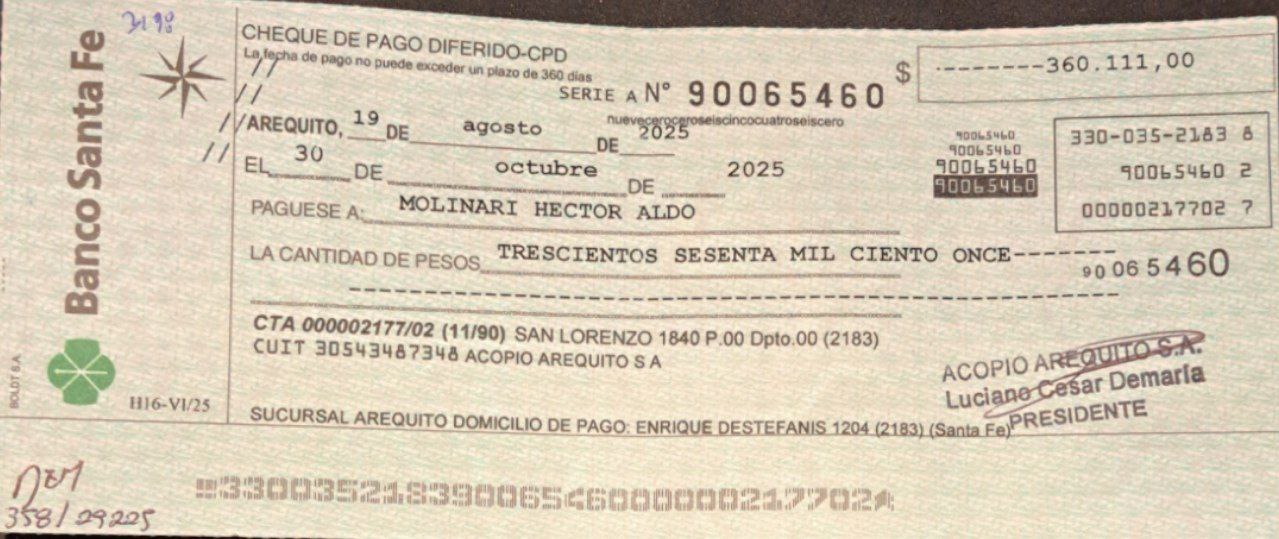 3198
Banco Santa Fe
BOLDT S.A
H16-VI/25
CHEQUE DE PAGO DIFERIDO-CPD
La fecha de pago no puede exceder un plazo de 360 días
SERIE A Nº 90065460
nueveceroceroseiscincocuatroseiscero
$ --------360.111,00
// AREQUITO, 19 DE agosto DE 2025
// EL 30 DE octubre DE 2025
90065460
90065460
90065460
90065460
330-035-2183 8
90065460 2
00000217702 7
PAGUESE A: MOLINARI HECTOR ALDO
LA CANTIDAD DE PESOS TRESCIENTOS SESENTA MIL CIENTO ONCE-------
90065460
CTA 000002177/02 (11/90) SAN LORENZO 1840 P.00 Dpto.00 (2183)
CUIT 30543487348 ACOPIO AREQUITO S A
ACOPIO AREQUITO S.A.
Luciano Cesar Demaría
PRESIDENTE
SUCURSAL AREQUITO DOMICILIO DE PAGO: ENRIQUE DESTEFANIS 1204 (2183) (Santa Fe)
358/29225